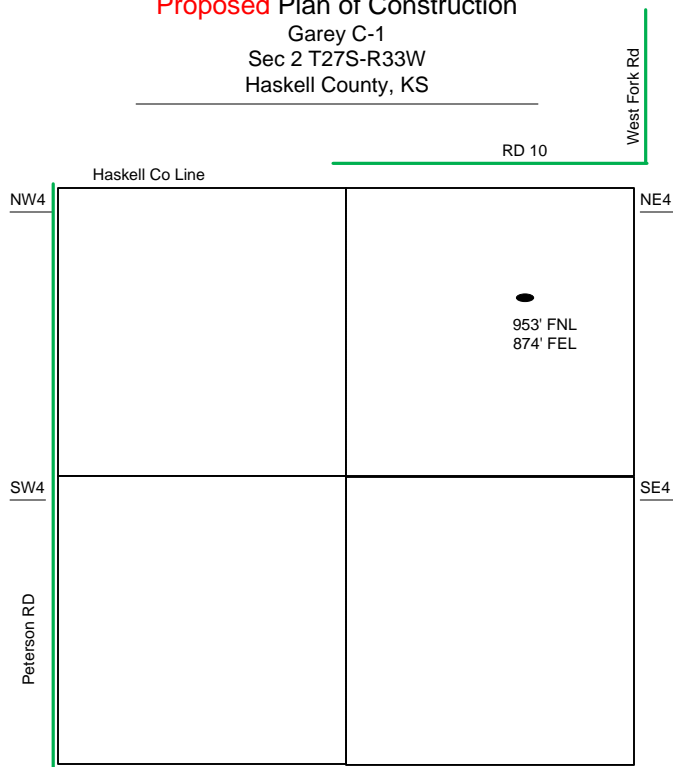 Proposed Plan of Construction
Garey C-1
Sec 2 T27S-R33W
Haskell County, KS
West Fork Rd
RD 10
Haskell Co Line
NW4
NE4
953' FNL
874' FEL
SW4
SE4
Peterson RD